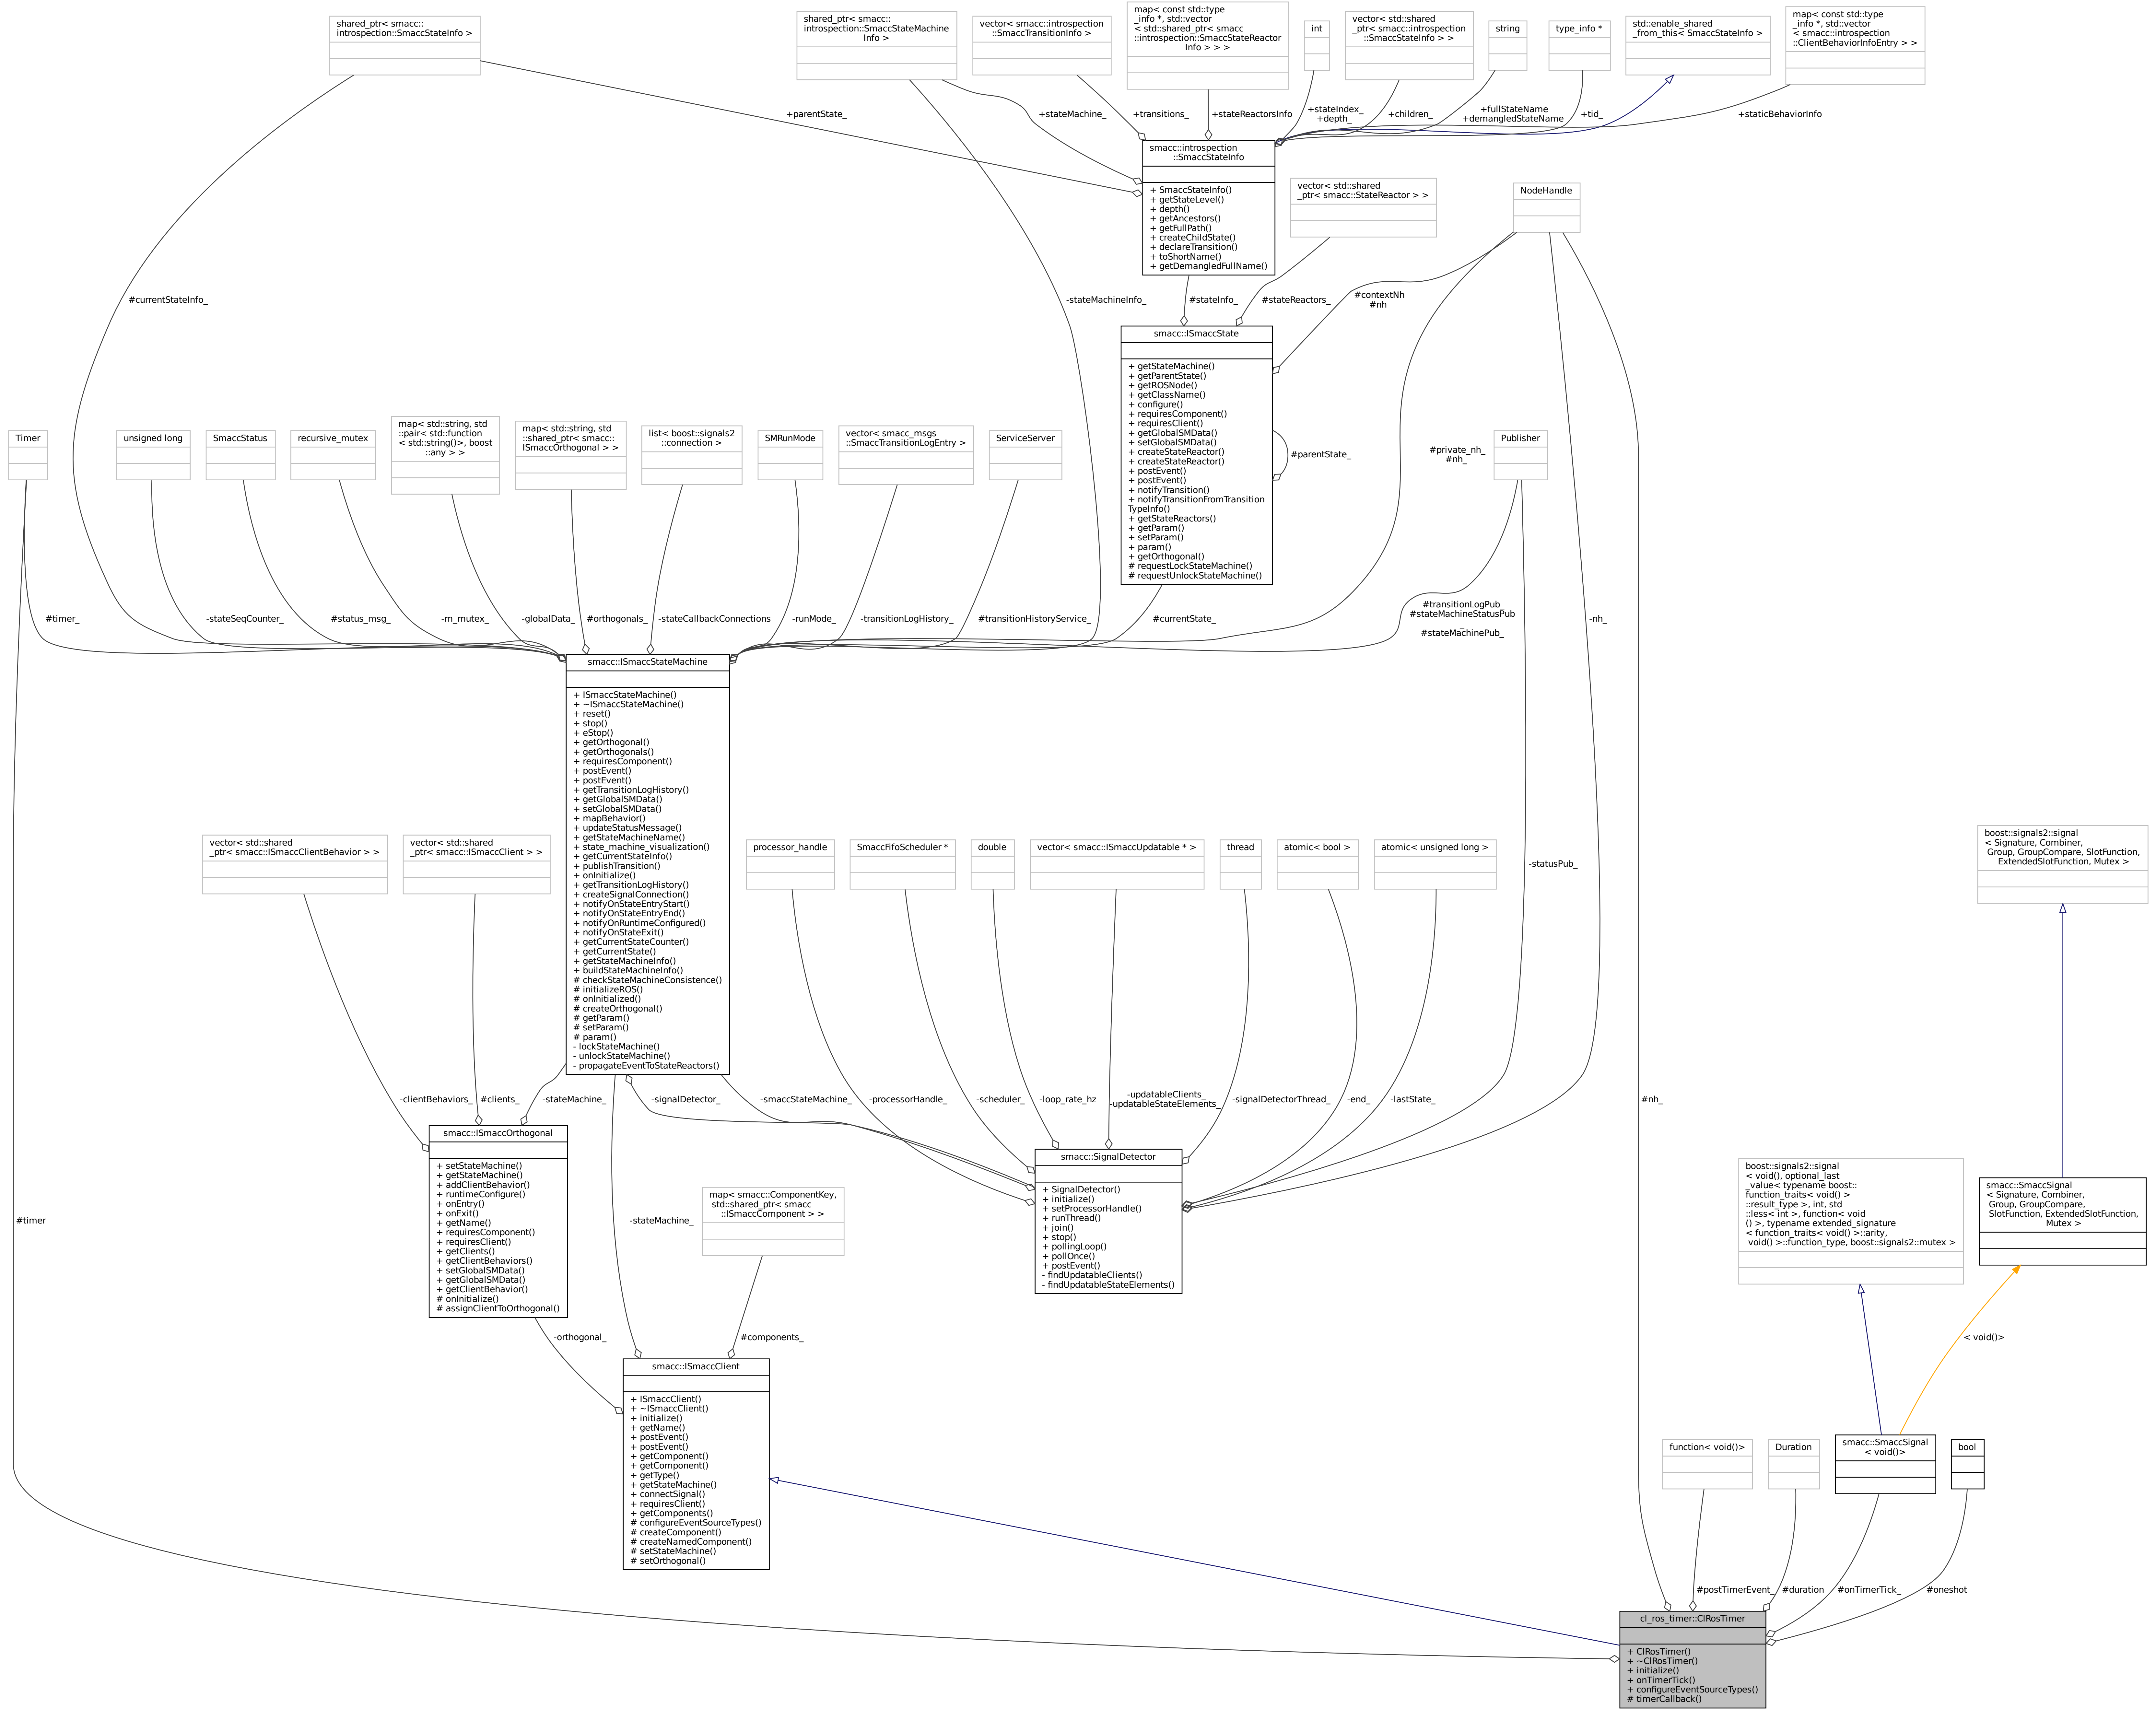 shared_ptr< smacc::
introspection::SmaccStateInfo >
shared_ptr< smacc::
introspection::SmaccStateMachine
Info >
vector< smacc::introspection
::SmaccTransitionInfo >
map< const std::type
_info *, std::vector
< std::shared_ptr< smacc
::introspection::SmaccStateReactor
Info > > >
int
vector< std::shared
_ptr< smacc::introspection
::SmaccStateInfo > >
string
type_info *
std::enable_shared
_from_this< SmaccStateInfo >
map< const std::type
_info *, std::vector
< smacc::introspection
::ClientBehaviorInfoEntry > >
+parentState_
+stateMachine_
+transitions_
+stateReactorsInfo
+stateIndex_
+depth_
+children_
+fullStateName
+demangledStateName
+tid_
+staticBehaviorInfo
smacc::introspection
::SmaccStateInfo
+ SmaccStateInfo()
+ getStateLevel()
+ depth()
+ getAncestors()
+ getFullPath()
+ createChildState()
+ declareTransition()
+ toShortName()
+ getDemangledFullName()
vector< std::shared
_ptr< smacc::StateReactor > >
NodeHandle
#currentStateInfo_
-stateMachineInfo_
#stateInfo_
#stateReactors_
#contextNh
#nh
smacc::ISmaccState
+ getStateMachine()
+ getParentState()
+ getROSNode()
+ getClassName()
+ configure()
+ requiresComponent()
+ requiresClient()
+ getGlobalSMData()
+ setGlobalSMData()
+ createStateReactor()
+ createStateReactor()
+ postEvent()
+ postEvent()
+ notifyTransition()
+ notifyTransitionFromTransition
TypeInfo()
+ getStateReactors()
+ getParam()
+ setParam()
+ param()
+ getOrthogonal()
# requestLockStateMachine()
# requestUnlockStateMachine()
#parentState_
#private_nh_
#nh_
Timer
unsigned long
SmaccStatus
recursive_mutex
map< std::string, std
::pair< std::function
< std::string()>, boost
::any > >
map< std::string, std
::shared_ptr< smacc::
ISmaccOrthogonal > >
list< boost::signals2
::connection >
SMRunMode
vector< smacc_msgs
::SmaccTransitionLogEntry >
ServiceServer
Publisher
#timer_
-stateSeqCounter_
#status_msg_
-m_mutex_
-globalData_
#orthogonals_
-stateCallbackConnections
-runMode_
-transitionLogHistory_
#transitionHistoryService_
#currentState_
#transitionLogPub_
#stateMachineStatusPub
_
#stateMachinePub_
-nh_
smacc::ISmaccStateMachine
+ ISmaccStateMachine()
+ ~ISmaccStateMachine()
+ reset()
+ stop()
+ eStop()
+ getOrthogonal()
+ getOrthogonals()
+ requiresComponent()
+ postEvent()
+ postEvent()
+ getTransitionLogHistory()
+ getGlobalSMData()
+ setGlobalSMData()
+ mapBehavior()
+ updateStatusMessage()
+ getStateMachineName()
+ state_machine_visualization()
+ getCurrentStateInfo()
+ publishTransition()
+ onInitialize()
+ getTransitionLogHistory()
+ createSignalConnection()
+ notifyOnStateEntryStart()
+ notifyOnStateEntryEnd()
+ notifyOnRuntimeConfigured()
+ notifyOnStateExit()
+ getCurrentStateCounter()
+ getCurrentState()
+ getStateMachineInfo()
+ buildStateMachineInfo()
# checkStateMachineConsistence()
# initializeROS()
# onInitialized()
# createOrthogonal()
# getParam()
# setParam()
# param()
- lockStateMachine()
- unlockStateMachine()
- propagateEventToStateReactors()
vector< std::shared
_ptr< smacc::ISmaccClientBehavior > >
vector< std::shared
_ptr< smacc::ISmaccClient > >
processor_handle
SmaccFifoScheduler *
double
vector< smacc::ISmaccUpdatable * >
thread
atomic< bool >
atomic< unsigned long >
-statusPub_
boost::signals2::signal
< Signature, Combiner,
Group, GroupCompare, SlotFunction,
ExtendedSlotFunction, Mutex >
-clientBehaviors_
#clients_
-stateMachine_
-signalDetector_
-smaccStateMachine_
-processorHandle_
-scheduler_
-loop_rate_hz
-updatableClients_
-updatableStateElements_
-signalDetectorThread_
-end_
-lastState_
#nh_
smacc::ISmaccOrthogonal
+ setStateMachine()
+ getStateMachine()
+ addClientBehavior()
+ runtimeConfigure()
+ onEntry()
+ onExit()
+ getName()
+ requiresComponent()
+ requiresClient()
+ getClients()
+ getClientBehaviors()
+ setGlobalSMData()
+ getGlobalSMData()
+ getClientBehavior()
# onInitialize()
# assignClientToOrthogonal()
smacc::SignalDetector
+ SignalDetector()
+ initialize()
+ setProcessorHandle()
+ runThread()
+ join()
+ stop()
+ pollingLoop()
+ pollOnce()
+ postEvent()
- findUpdatableClients()
- findUpdatableStateElements()
map< smacc::ComponentKey,
std::shared_ptr< smacc
::ISmaccComponent > >
boost::signals2::signal
< void(), optional_last
_value< typename boost::
function_traits< void() >
::result_type >, int, std
::less< int >, function< void
() >, typename extended_signature
< function_traits< void() >::arity,
void() >::function_type, boost::signals2::mutex >
smacc::SmaccSignal
< Signature, Combiner,
Group, GroupCompare,
SlotFunction, ExtendedSlotFunction,
Mutex >
#timer
-stateMachine_
-orthogonal_
#components_
< void()>
smacc::ISmaccClient
+ ISmaccClient()
+ ~ISmaccClient()
+ initialize()
+ getName()
+ postEvent()
+ postEvent()
+ getComponent()
+ getComponent()
+ getType()
+ getStateMachine()
+ connectSignal()
+ requiresClient()
+ getComponents()
# configureEventSourceTypes()
# createComponent()
# createNamedComponent()
# setStateMachine()
# setOrthogonal()
function< void()>
Duration
smacc::SmaccSignal
< void()>
bool
#postTimerEvent_
#duration
#onTimerTick_
#oneshot
cl_ros_timer::ClRosTimer
+ ClRosTimer()
+ ~ClRosTimer()
+ initialize()
+ onTimerTick()
+ configureEventSourceTypes()
# timerCallback()